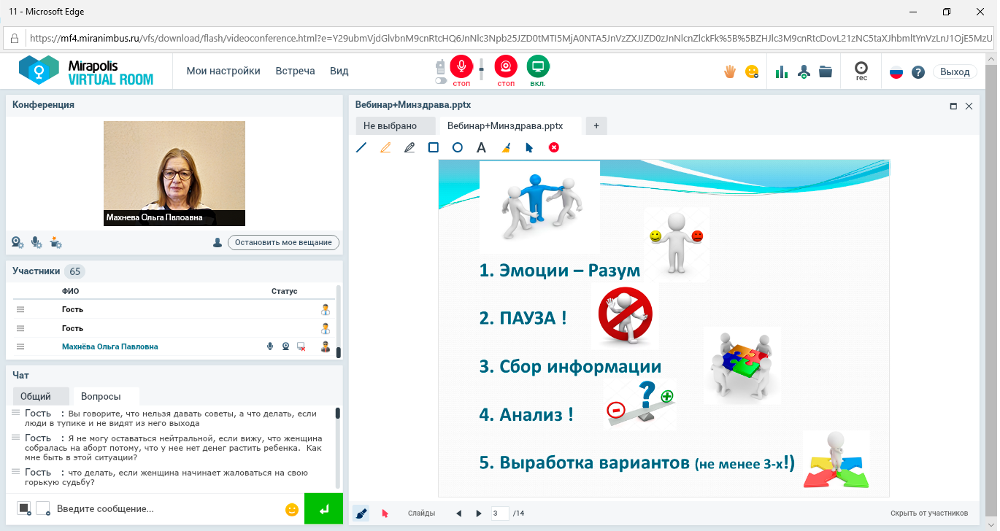 11 - Microsoft Edge
https://mf4.miranimbus.ru/vfs/download/flash/videoconference.html?e=Y29ubmVjdGlvbnM9cnRtcHQ6JnNlc3Npb25JZD0tMTI5MjA0NTA5JnVzZXJJZD0zJnNlcnZlckFk%5B%5BZHJlc3M9cnRtcDovL21zNC5taXJhbmltYnVzLnJ1OjE5MzU
Mirapolis
VIRTUAL ROOM
Мои настройки Встреча Вид
стоп стоп вкл.
rec
Выход
Конференция
Махнева Ольга Пвлоавна
Остановить мое вещание
Участники 65
ФИО Статус
Гость
Гость
Махнёва Ольга Павловна
Чат
Общий Вопросы
Гость : Вы говорите, что нельзя давать советы, а что делать, если
люди в тупике и не видят из него выхода
Гость : Я не могу оставаться нейтральной, если вижу, что женщина
собралась на аборт потому, что у нее нет денег растить ребенка. Как
мне быть в этой ситуации?
Гость : что делать, если женщина начинает жаловаться на свою
горькую судьбу?
Введите сообщение...
Вебинар+Минздрава.pptx
Не выбрано Вебинар+Минздрава.pptx +
A
1. Эмоции – Разум
2. ПАУЗА !
3. Сбор информации
4. Анализ !
5. Выработка вариантов (не менее 3-х!)
Слайды 3 /14 Скрыть от участников